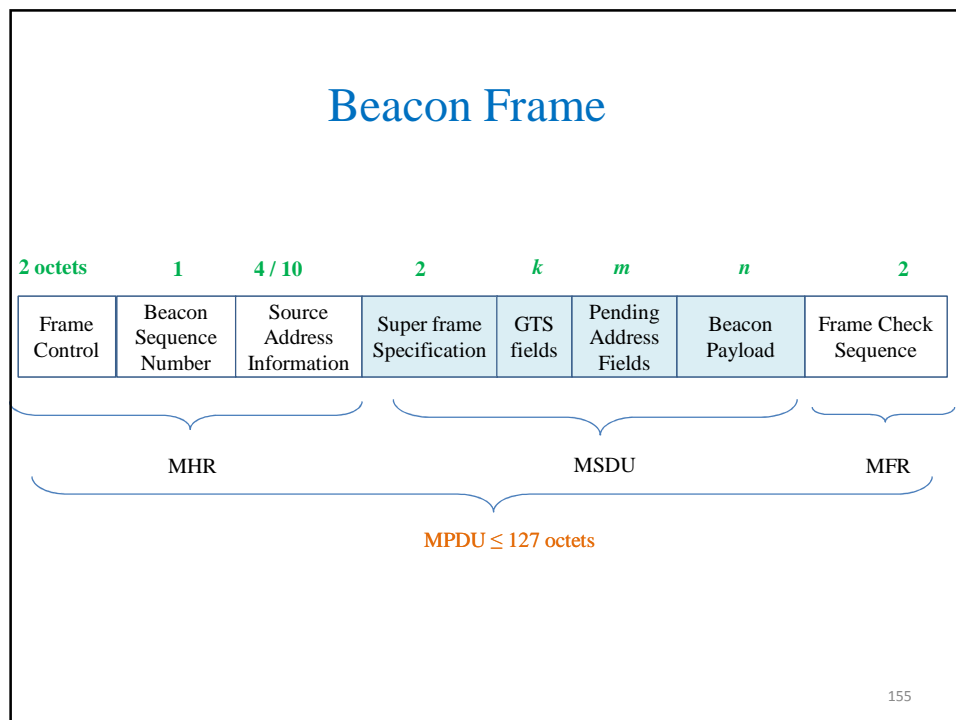 Beacon Frame
2 octets 1 4 / 10 2 k m n 2
Frame Control
Beacon Sequence Number
Source Address Information
Super frame Specification
GTS fields
Pending Address Fields
Beacon Payload
Frame Check Sequence
MHR MSDU MFR
MPDU ≤ 127 octets
155